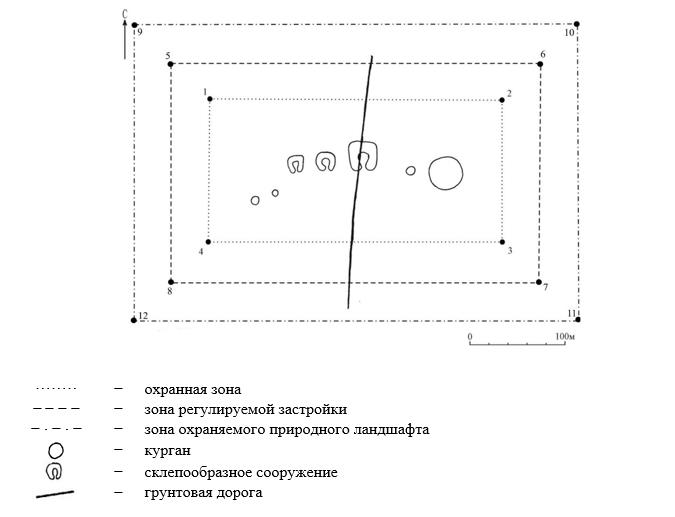 С
9
10
5
6
1
2
4
3
8
7
12
11
0 100м
– охранная зона
– зона регулируемой застройки
– зона охраняемого природного ландшафта
– курган
– склепообразное сооружение
– грунтовая дорога